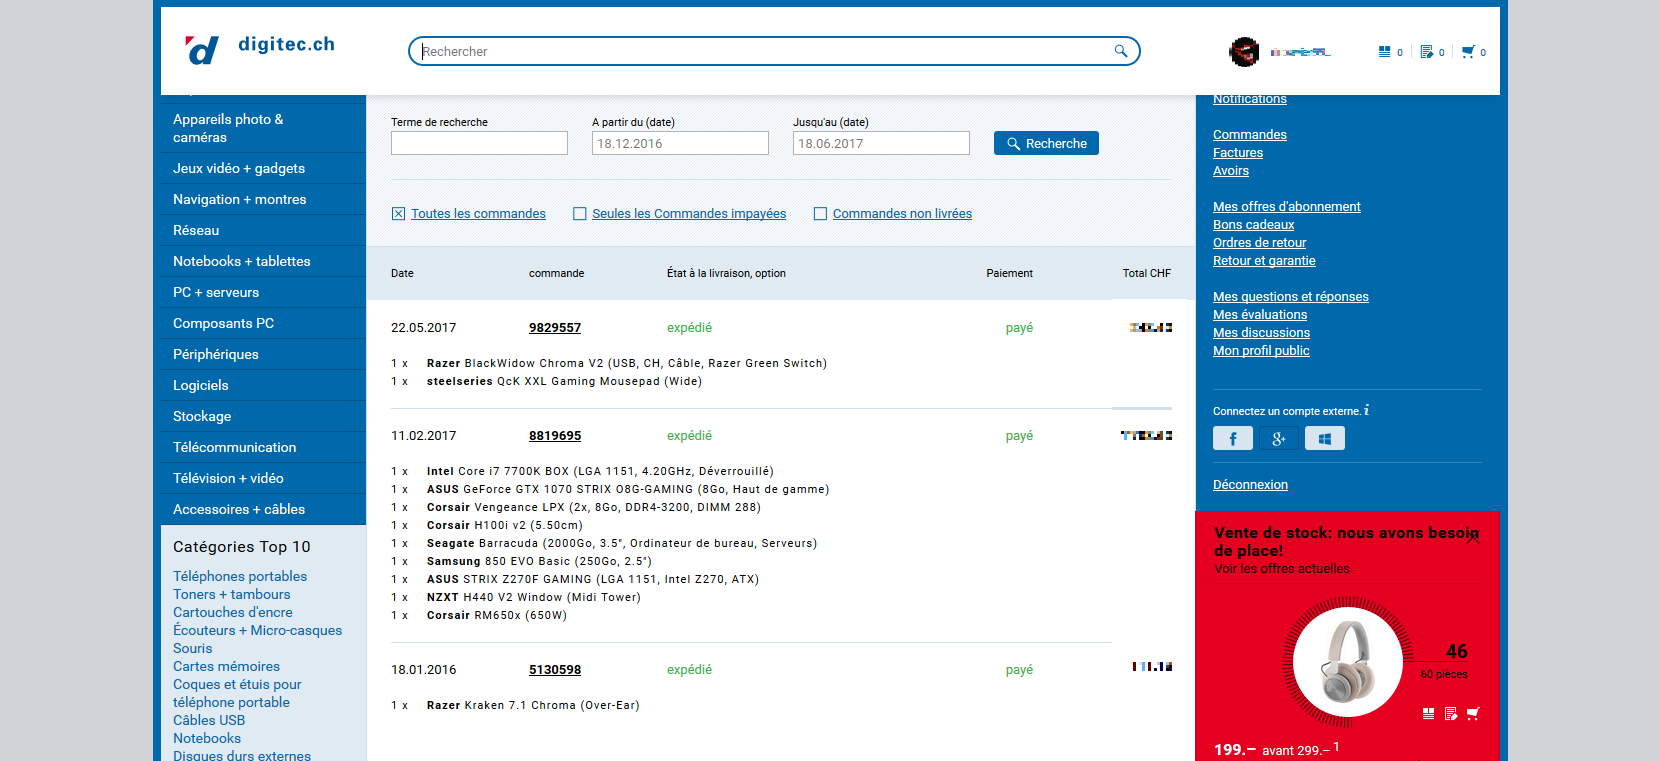 digitec.ch
Rechercher
0
0
0
Appareils photo &
caméras
Jeux vidéo + gadgets
Navigation + montres
Réseau
Notebooks + tablettes
PC + serveurs
Composants PC
Périphériques
Logiciels
Stockage
Télécommunication
Télévision + vidéo
Accessoires + câbles
Catégories Top 10
Téléphones portables
Toners + tambours
Cartouches d'encre
Écouteurs + Micro-casques
Souris
Cartes mémoires
Coques et étuis pour
téléphone portable
Câbles USB
Notebooks
Disques durs externes
Terme de recherche
A partir du (date)
Jusqu'au (date)
18.12.2016
18.06.2017
Recherche
Toutes les commandes
Seules les Commandes impayées
Commandes non livrées
Date commande État à la livraison, option Paiement Total CHF
22.05.2017 9829557 expédié payé
1 x Razer BlackWidow Chroma V2 (USB, CH, Câble, Razer Green Switch)
1 x steelseries QcK XXL Gaming Mousepad (Wide)
11.02.2017 8819695 expédié payé
1 x Intel Core i7 7700K BOX (LGA 1151, 4.20GHz, Déverrouillé)
1 x ASUS GeForce GTX 1070 STRIX O8G-GAMING (8Go, Haut de gamme)
1 x Corsair Vengeance LPX (2x, 8Go, DDR4-3200, DIMM 288)
1 x Corsair H100i v2 (5.50cm)
1 x Seagate Barracuda (2000Go, 3.5", Ordinateur de bureau, Serveurs)
1 x Samsung 850 EVO Basic (250Go, 2.5")
1 x ASUS STRIX Z270F GAMING (LGA 1151, Intel Z270, ATX)
1 x NZXT H440 V2 Window (Midi Tower)
1 x Corsair RM650x (650W)
18.01.2016 5130598 expédié payé
1 x Razer Kraken 7.1 Chroma (Over-Ear)
Notifications
Commandes
Factures
Avoirs
Mes offres d'abonnement
Bons cadeaux
Ordres de retour
Retour et garantie
Mes questions et réponses
Mes évaluations
Mes discussions
Mon profil public
Connectez un compte externe. i
Déconnexion
Vente de stock: nous avons besoin
de place!
Voir les offres actuelles
46
60 pièces
199.– avant 299.– 1